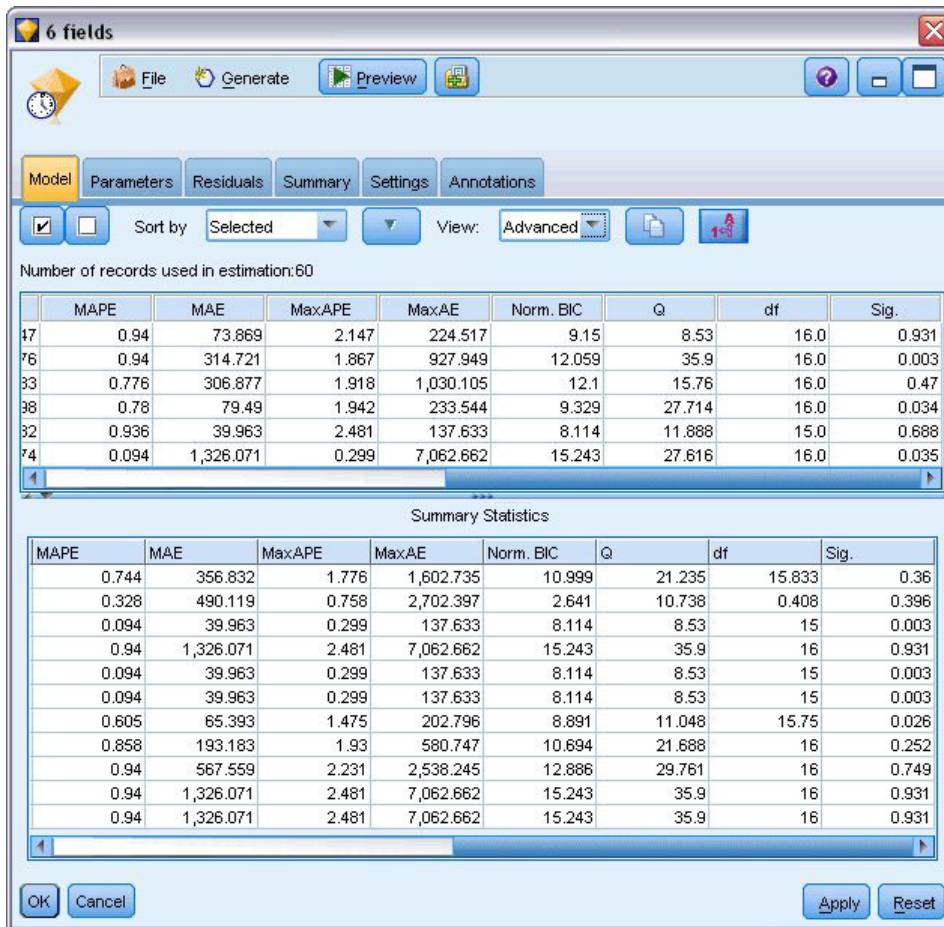 6 fields
File Generate Preview
Model Parameters Residuals Summary Settings Annotations
Sort by Selected View: Advanced
Number of records used in estimation:60
MAPE MAE MaxAPE MaxAE Norm. BIC Q df Sig.
47 0.94 73.869 2.147 224.517 9.15 8.53 16.0 0.931
76 0.94 314.721 1.867 927.949 12.059 35.9 16.0 0.003
33 0.776 306.877 1.918 1,030.105 12.1 15.76 16.0 0.47
98 0.78 79.49 1.942 233.544 9.329 27.714 16.0 0.034
32 0.936 39.963 2.481 137.633 8.114 11.888 15.0 0.688
74 0.094 1,326.071 0.299 7,062.662 15.243 27.616 16.0 0.035
Summary Statistics
MAPE MAE MaxAPE MaxAE Norm. BIC Q df Sig.
0.744 356.832 1.776 1,602.735 10.999 21.235 15.833 0.36
0.328 490.119 0.758 2,702.397 2.641 10.738 0.408 0.396
0.094 39.963 0.299 137.633 8.114 8.53 15 0.003
0.94 1,326.071 2.481 7,062.662 15.243 35.9 16 0.931
0.094 39.963 0.299 137.633 8.114 8.53 15 0.003
0.094 39.963 0.299 137.633 8.114 8.53 15 0.003
0.605 65.393 1.475 202.796 8.891 11.048 15.75 0.026
0.858 193.183 1.93 580.747 10.694 21.688 16 0.252
0.94 567.559 2.231 2,538.245 12.886 29.761 16 0.749
0.94 1,326.071 2.481 7,062.662 15.243 35.9 16 0.931
0.94 1,326.071 2.481 7,062.662 15.243 35.9 16 0.931
OK Cancel Apply Reset